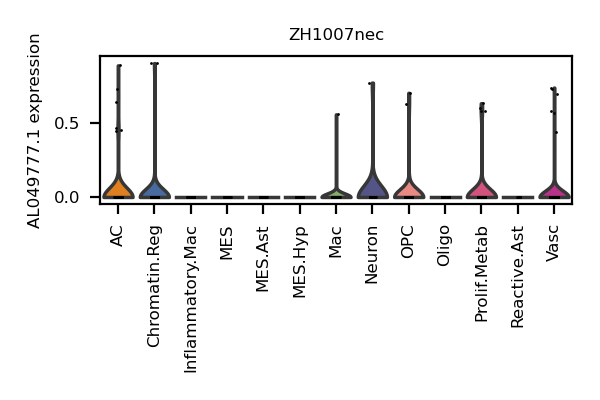 ZH1007nec
AL049777.1 expression
0.5
0.0
AC
Chromatin.Reg
Inflammatory.Mac
MES
MES.Ast
MES.Hyp
Mac
Neuron
OPC
Oligo
Prolif.Metab
Reactive.Ast
Vasc